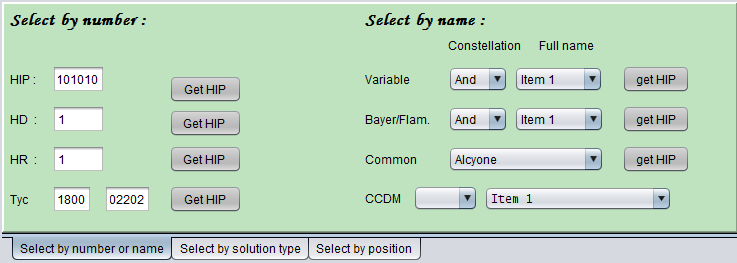 Select by number :
HIP : 101010 Get HIP
HD : 1 Get HIP
HR : 1 Get HIP
Tyc 1800 02202 Get HIP
Select by name :
Constellation Full name
Variable And Item 1 get HIP
Bayer/Flam. And Item 1 get HIP
Common Alcyone get HIP
CCDM Item 1
Select by number or name Select by solution type Select by position